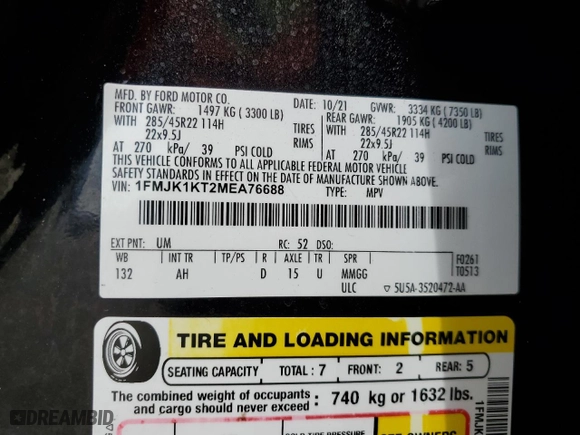 MFD. BY FORD MOTOR CO.
DATE: 10/21 GVWR: 3334 KG ( 7350 LB)
FRONT GAWR: 1497 KG ( 3300 LB) REAR GAWR: 1905 KG ( 4200 LB)
WITH 285/45R22 114H TIRES WITH 285/45R22 114H TIRES
22x9.5J RIMS 22x9.5J RIMS
AT 270 kPa/ 39 PSI COLD AT 270 kPa/ 39 PSI COLD
THIS VEHICLE CONFORMS TO ALL APPLICABLE FEDERAL MOTOR VEHICLE
SAFETY STANDARDS IN EFFECT ON THE DATE OF MANUFACTURE SHOWN ABOVE.
VIN: 1FMJK1KT2MEA76688 TYPE: MPV
EXT PNT: UM RC: 52 DSO:
WB INT TR TP/PS R AXLE TR SPR F0261
132 AH D 15 U MMGG T0513
ULC ▽ 5U5A-3520472-AA
TIRE AND LOADING INFORMATION
SEATING CAPACITY TOTAL : 7 FRONT: 2 REAR: 5
The combined weight of occupants
and cargo should never exceed : 740 kg or 1632 lbs.
DREAMBID